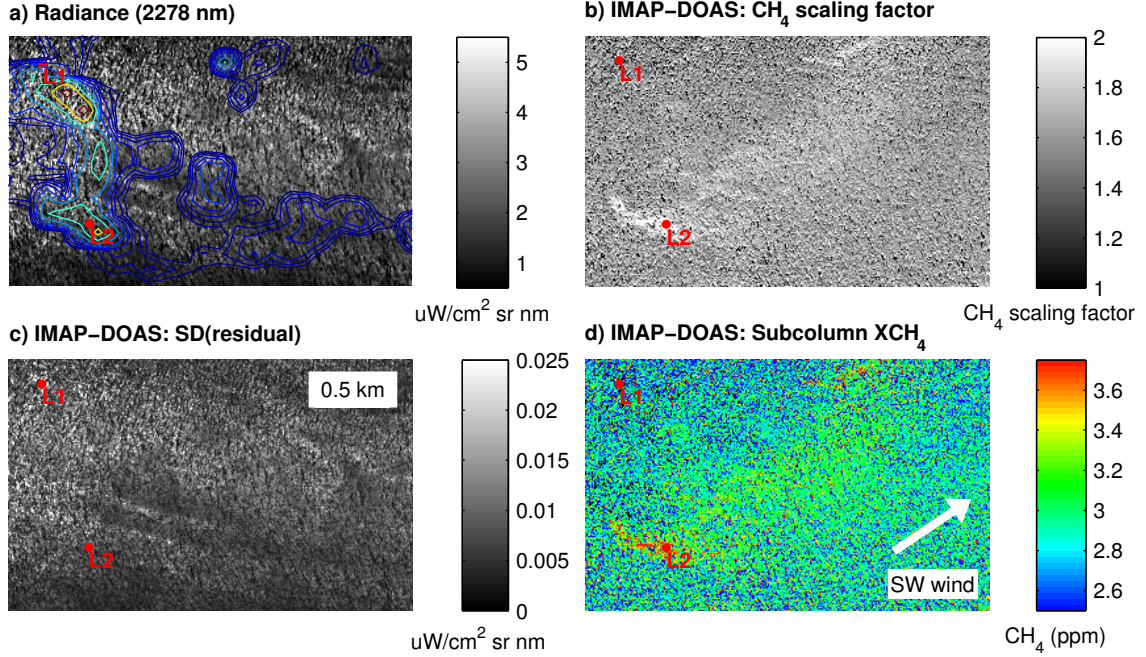 a) Radiance (2278 nm)
L1
L2
5
4
3
2
1
uW/cm² sr nm
b) IMAP−DOAS: CH₄ scaling factor
L1
L2
2
1.8
1.6
1.4
1.2
1
CH₄ scaling factor
c) IMAP−DOAS: SD(residual)
L1
0.5 km
L2
0.025
0.02
0.015
0.01
0.005
0
uW/cm² sr nm
d) IMAP−DOAS: Subcolumn XCH₄
L1
L2
SW wind
3.6
3.4
3.2
3
2.8
2.6
CH₄ (ppm)